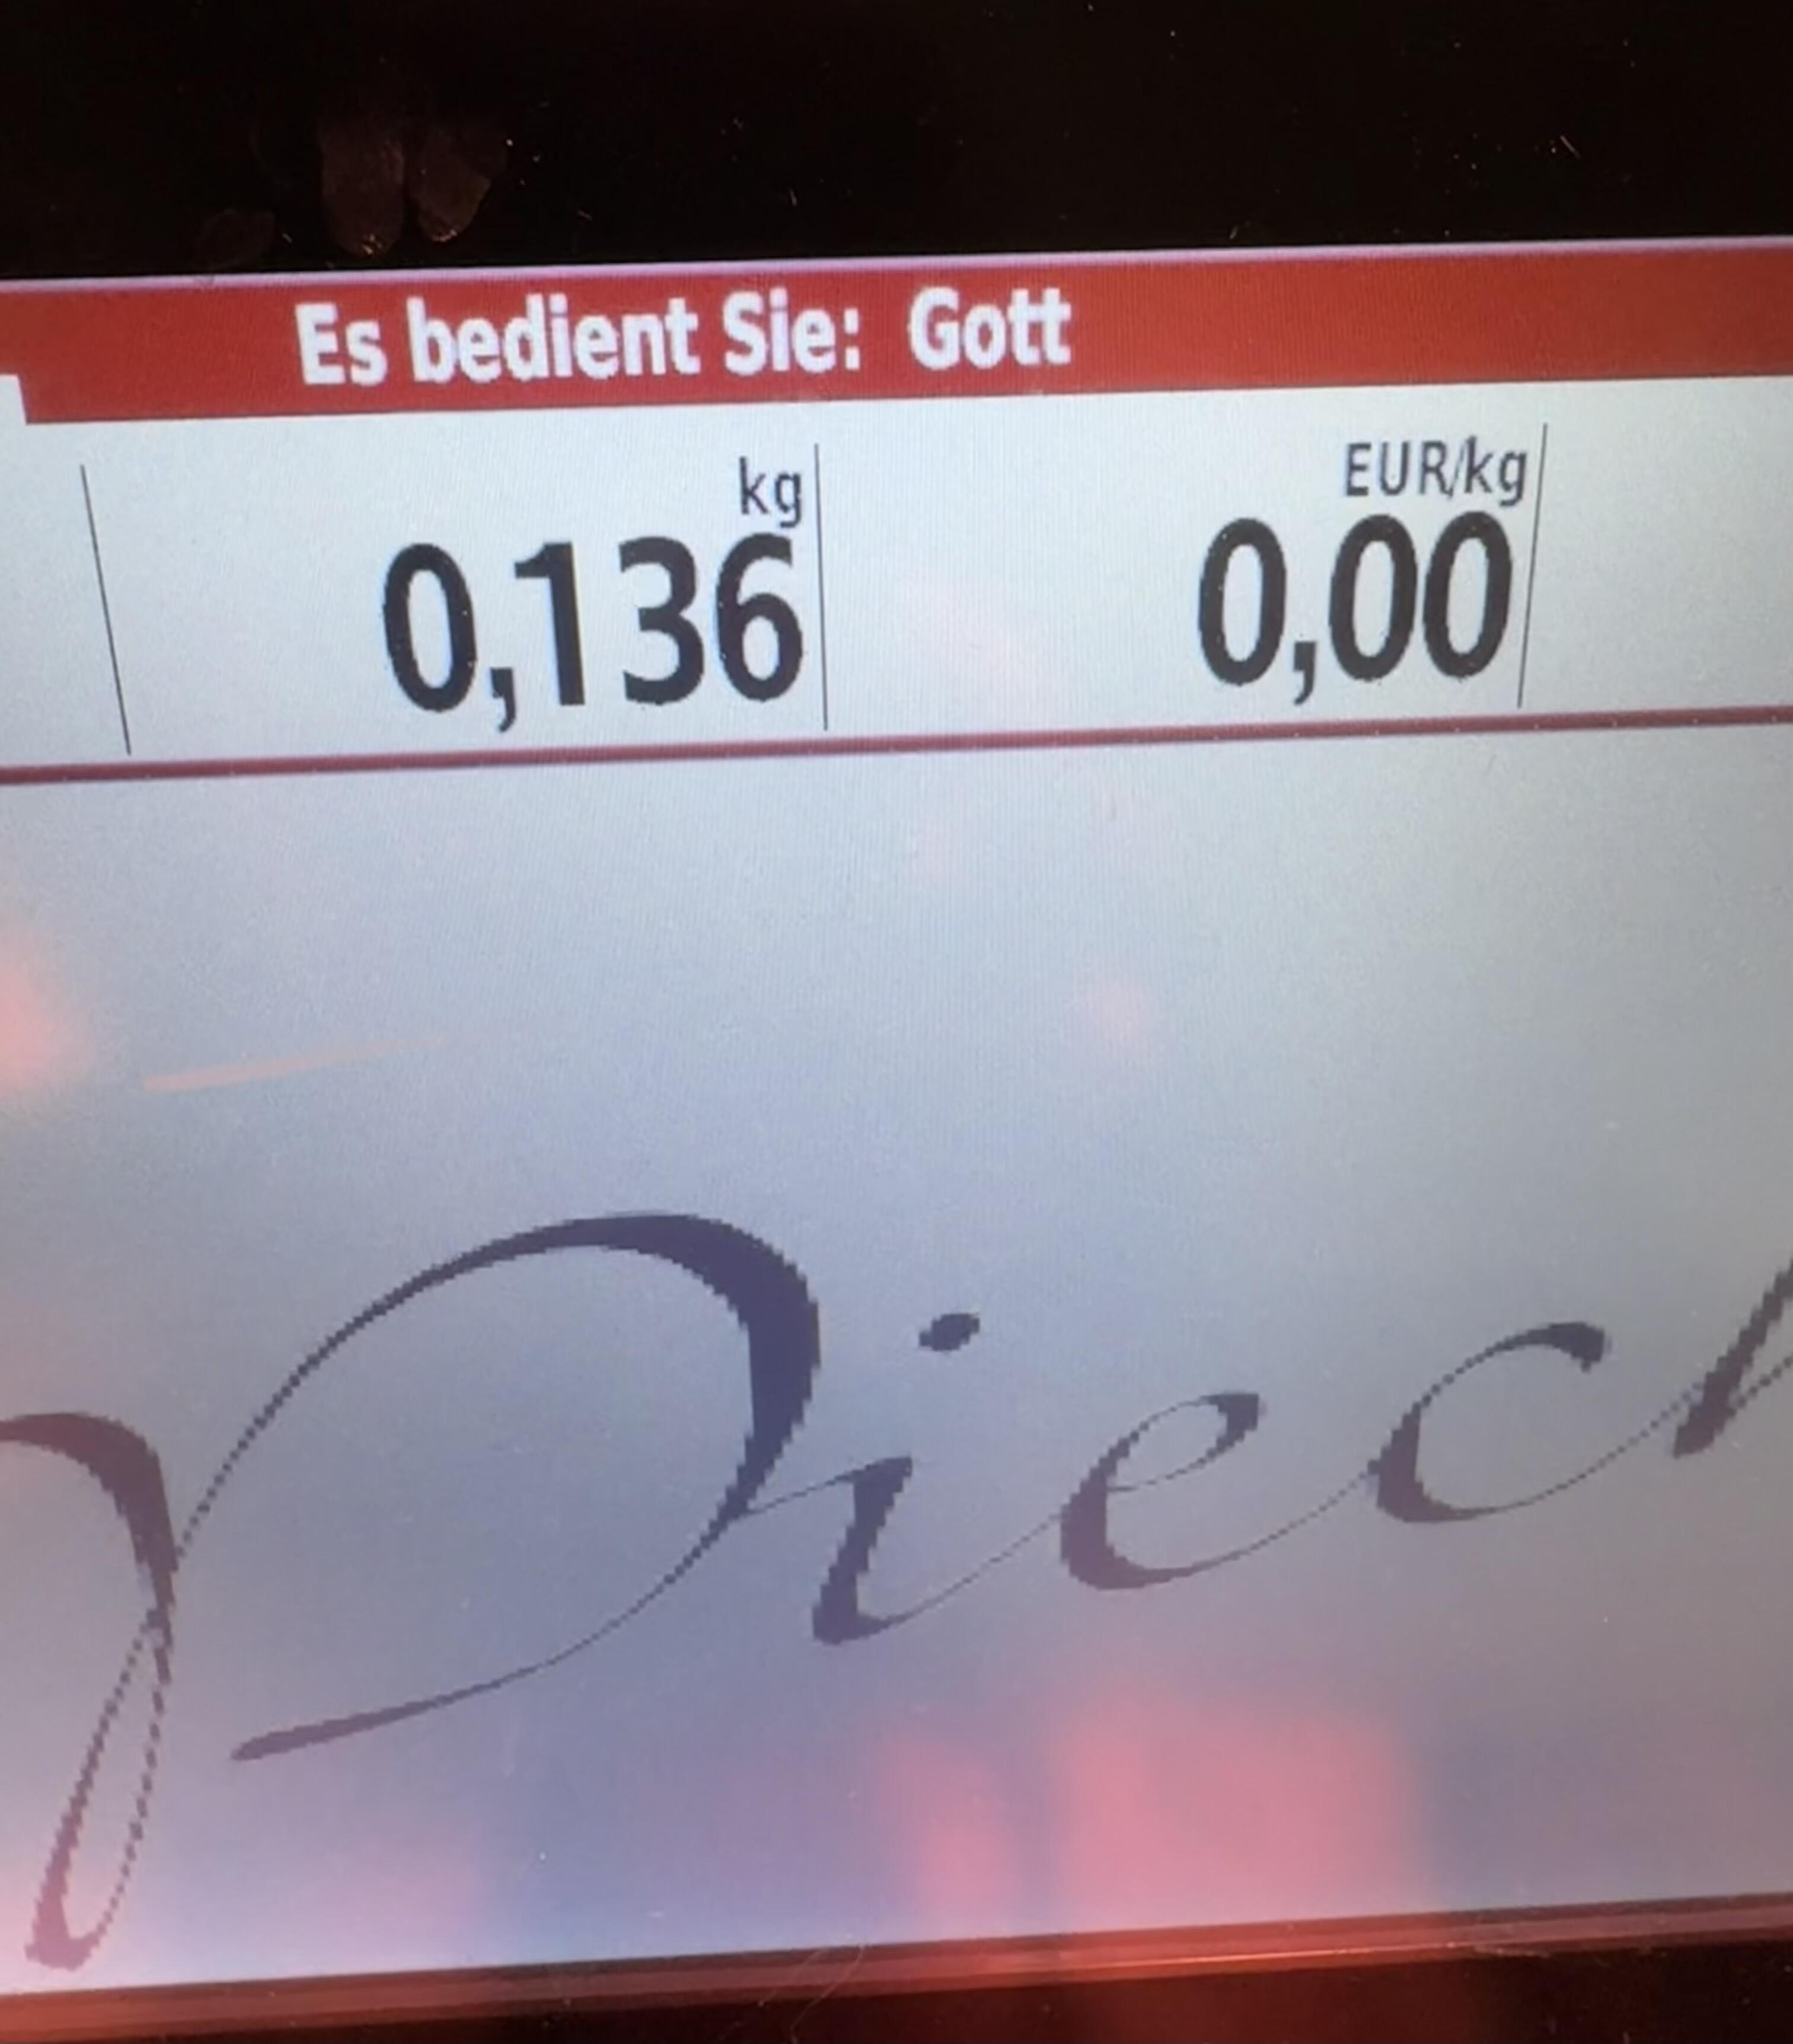 Es bedient Sie: Gott
kg EUR/kg
0,136 0,00